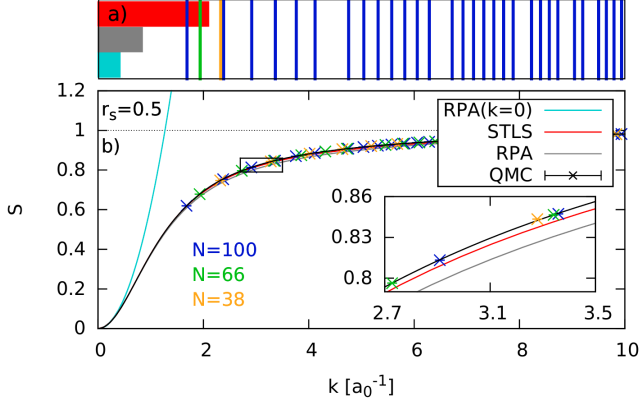 a)
1.2
1
0.8
0.6
0.4
0.2
0
S
r_s=0.5
b)
RPA(k=0)
STLS
RPA
QMC
N=100
N=66
N=38
0.86
0.83
0.8
2.7 3.1 3.5
0 2 4 6 8 10
k [a₀⁻¹]